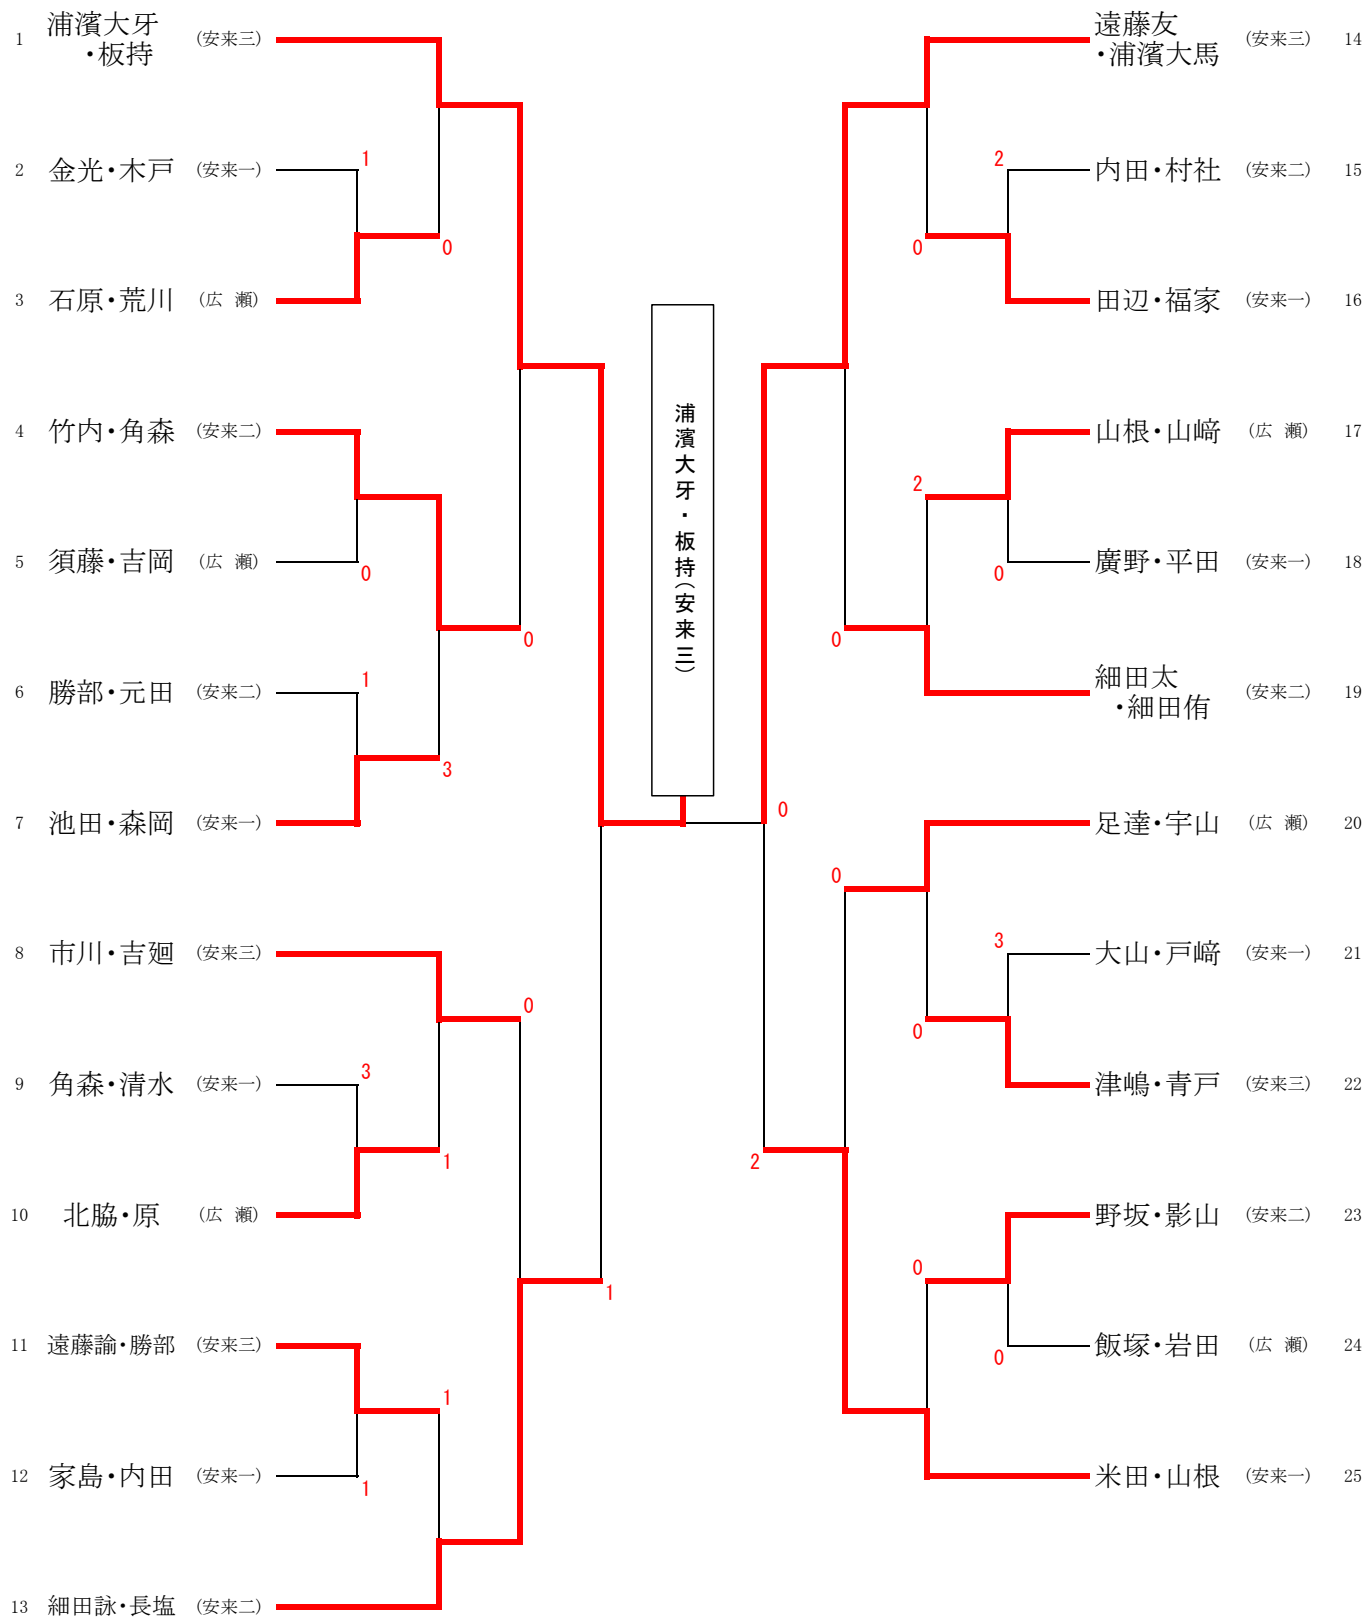 1 浦濱大牙
・板持 (安来三)
2 金光・木戸 (安来一)
1
0
3 石原・荒川 (広 瀬)
4 竹内・角森 (安来二)
5 須藤・吉岡 (広 瀬)
0
0
6 勝部・元田 (安来二)
1
3
7 池田・森岡 (安来一)
8 市川・吉廻 (安来三)
0
9 角森・清水 (安来一)
3
1
10 北脇・原 (広 瀬)
1
11 遠藤諭・勝部 (安来三)
1
12 家島・内田 (安来一)
1
13 細田詠・長塩 (安来二)
浦濱大牙・板持(安来三)
0
遠藤友
・浦濱大馬 (安来三) 14
2
内田・村社 (安来二) 15
0
田辺・福家 (安来一) 16
山根・山﨑 (広 瀬) 17
2
廣野・平田 (安来一) 18
0
0
細田太
・細田侑 (安来二) 19
足達・宇山 (広 瀬) 20
0
3
大山・戸﨑 (安来一) 21
0
津嶋・青戸 (安来三) 22
2
野坂・影山 (安来二) 23
0
飯塚・岩田 (広 瀬) 24
0
米田・山根 (安来一) 25